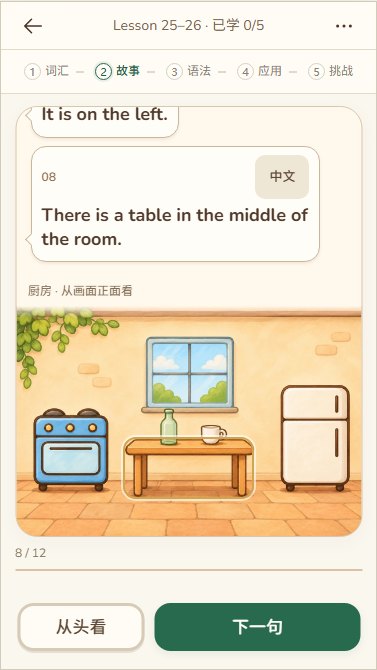 Lesson 25–26 · 已学 0/5
1 词汇 – 2 故事 – 3 语法 – 4 应用 – 5 挑战
It is on the left.
08
中文
There is a table in the middle of
the room.
厨房 · 从画面正面看
8 / 12
从头看
下一句